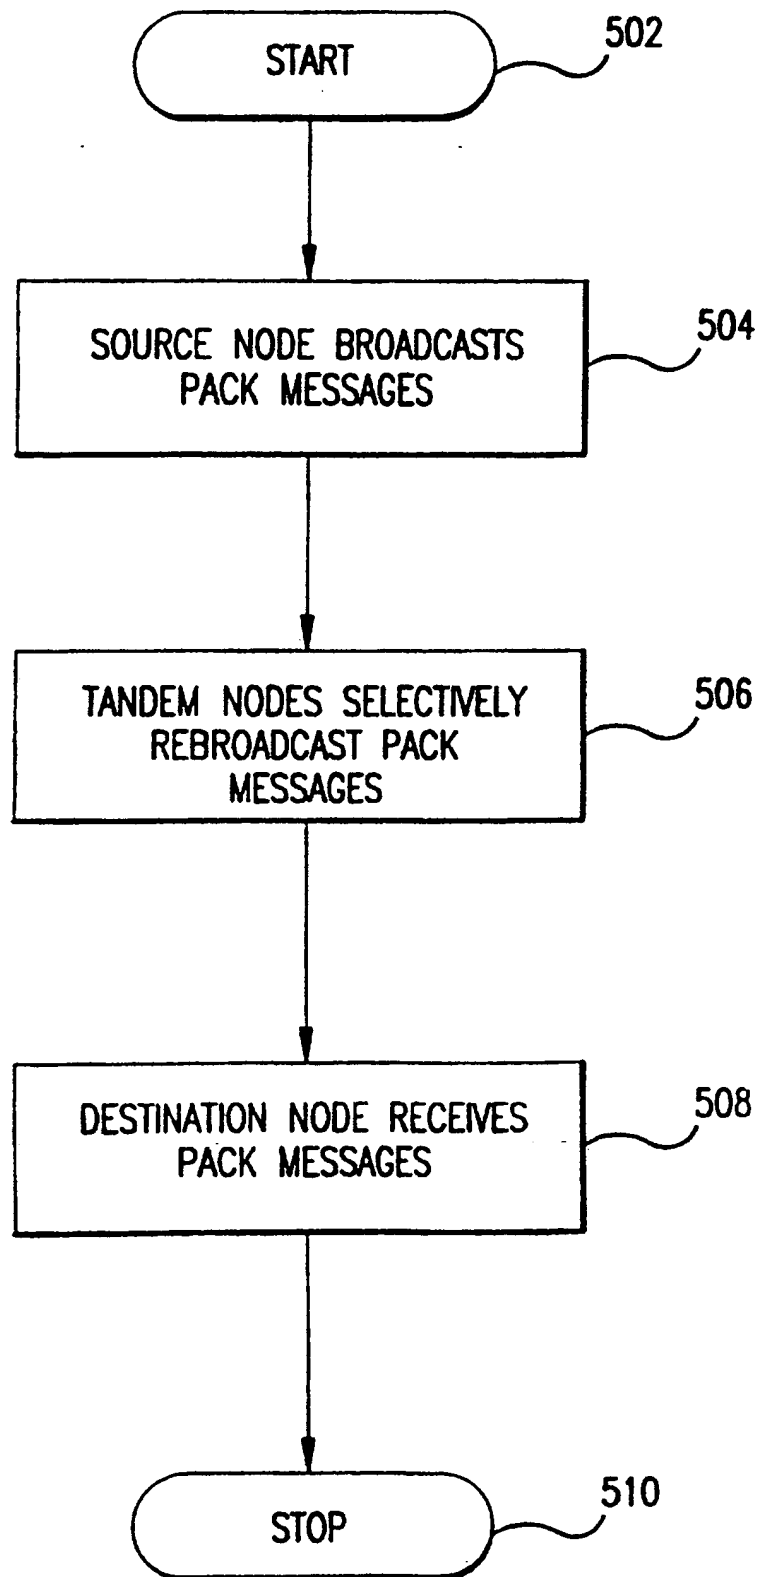 START
502
SOURCE NODE BROADCASTS
PACK MESSAGES
504
TANDEM NODES SELECTIVELY
REBROADCAST PACK
MESSAGES
506
DESTINATION NODE RECEIVES
PACK MESSAGES
508
STOP
510